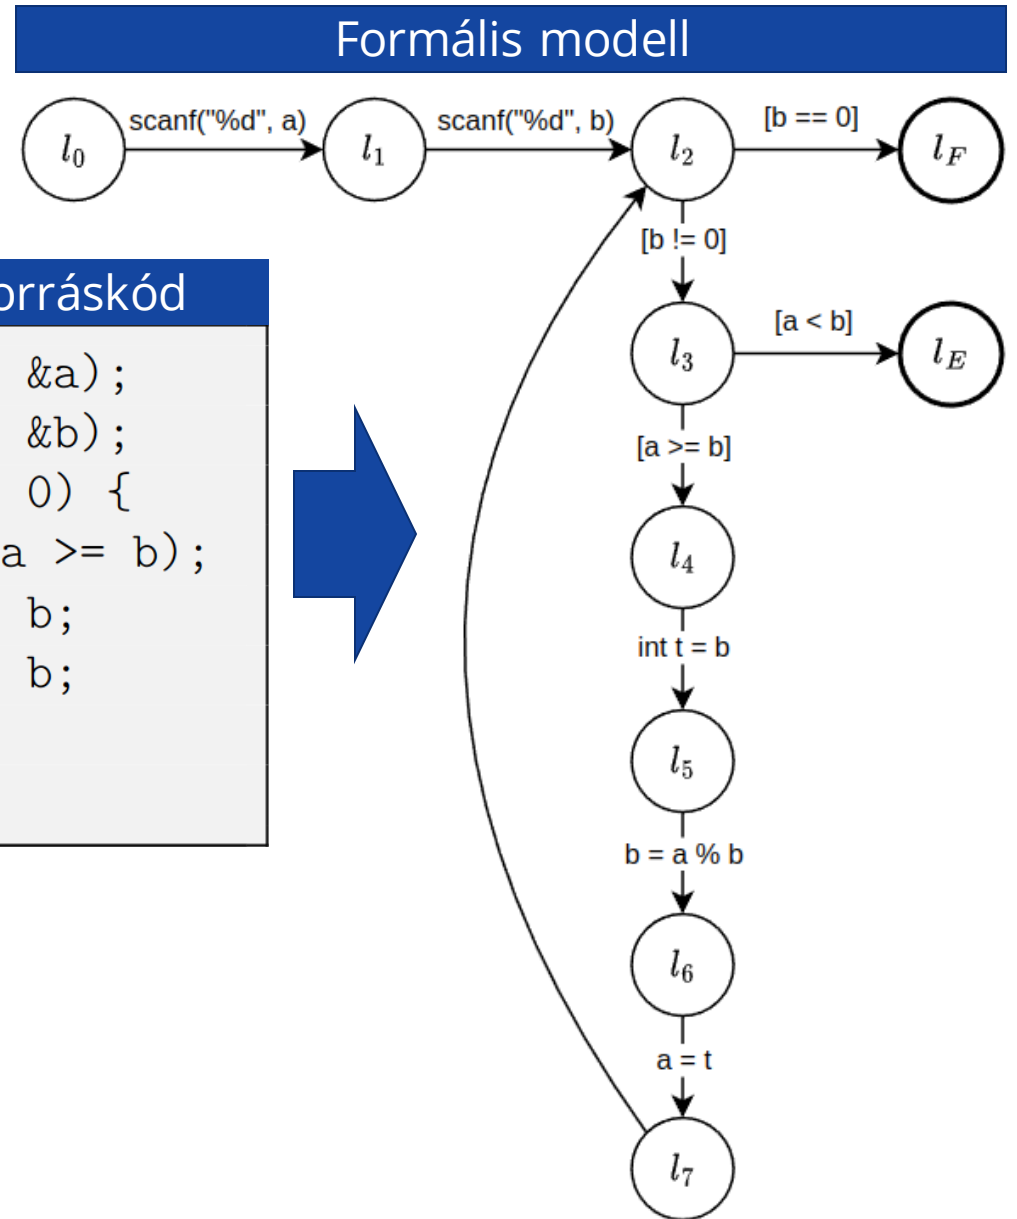 Formális modell
scanf("%d", a)
scanf("%d", b)
[b == 0]
l0
l1
l2
lF
[b != 0]
orráskód
[a < b]
l3
lE
&a);
&b);
[a >= b]
0) {
a >= b);
l4
b;
int t = b
b;
l5
b = a % b
l6
a = t
l7